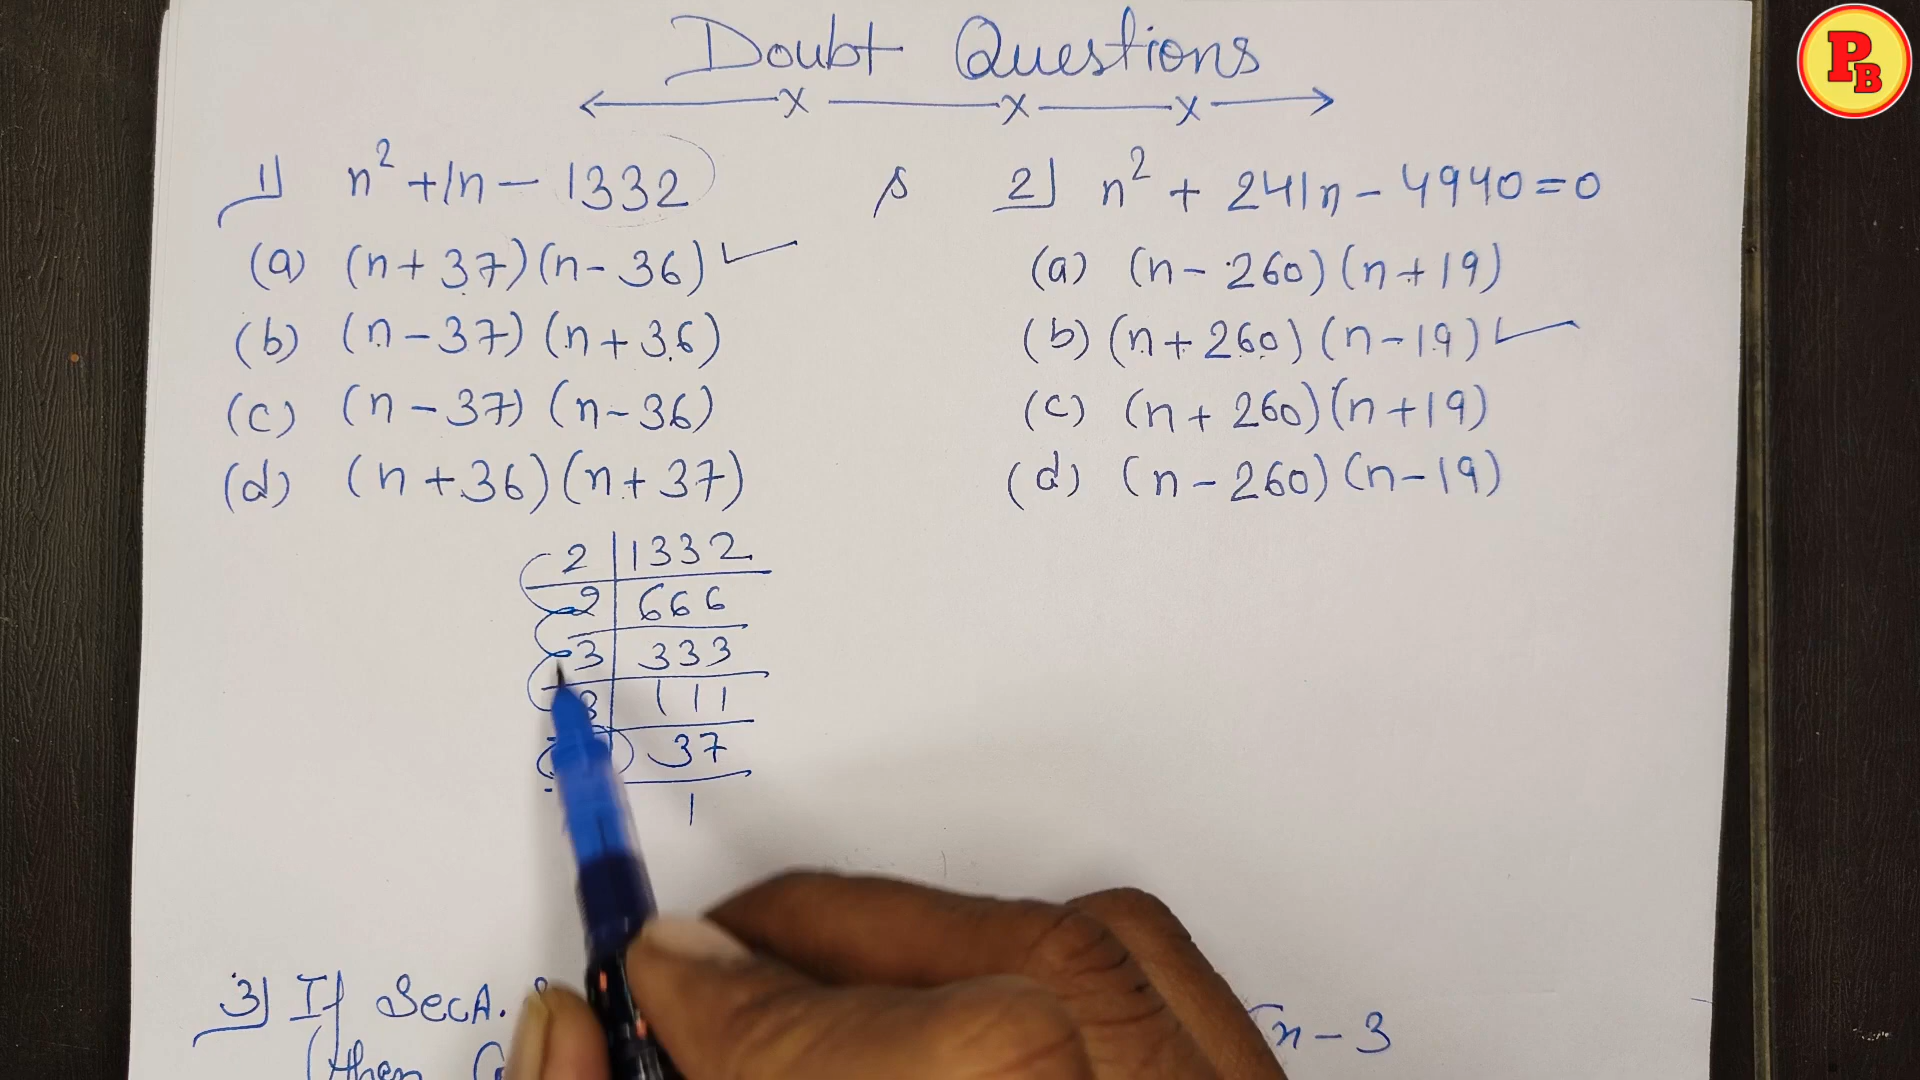 Doubt Questions
1) n² + 1n - 1332
(a) (n + 37) (n - 36) ✓
(b) (n - 37) (n + 36)
(c) (n - 37) (n - 36)
(d) (n + 36) (n + 37)
2) n² + 241n - 4940 = 0
(a) (n - 260) (n + 19)
(b) (n + 260) (n - 19) ✓
(c) (n + 260) (n + 19)
(d) (n - 260) (n - 19)
2 | 1332
2 | 666
3 | 333
3 | 111
37
1
3) If SecA.
n - 3
(then
PB